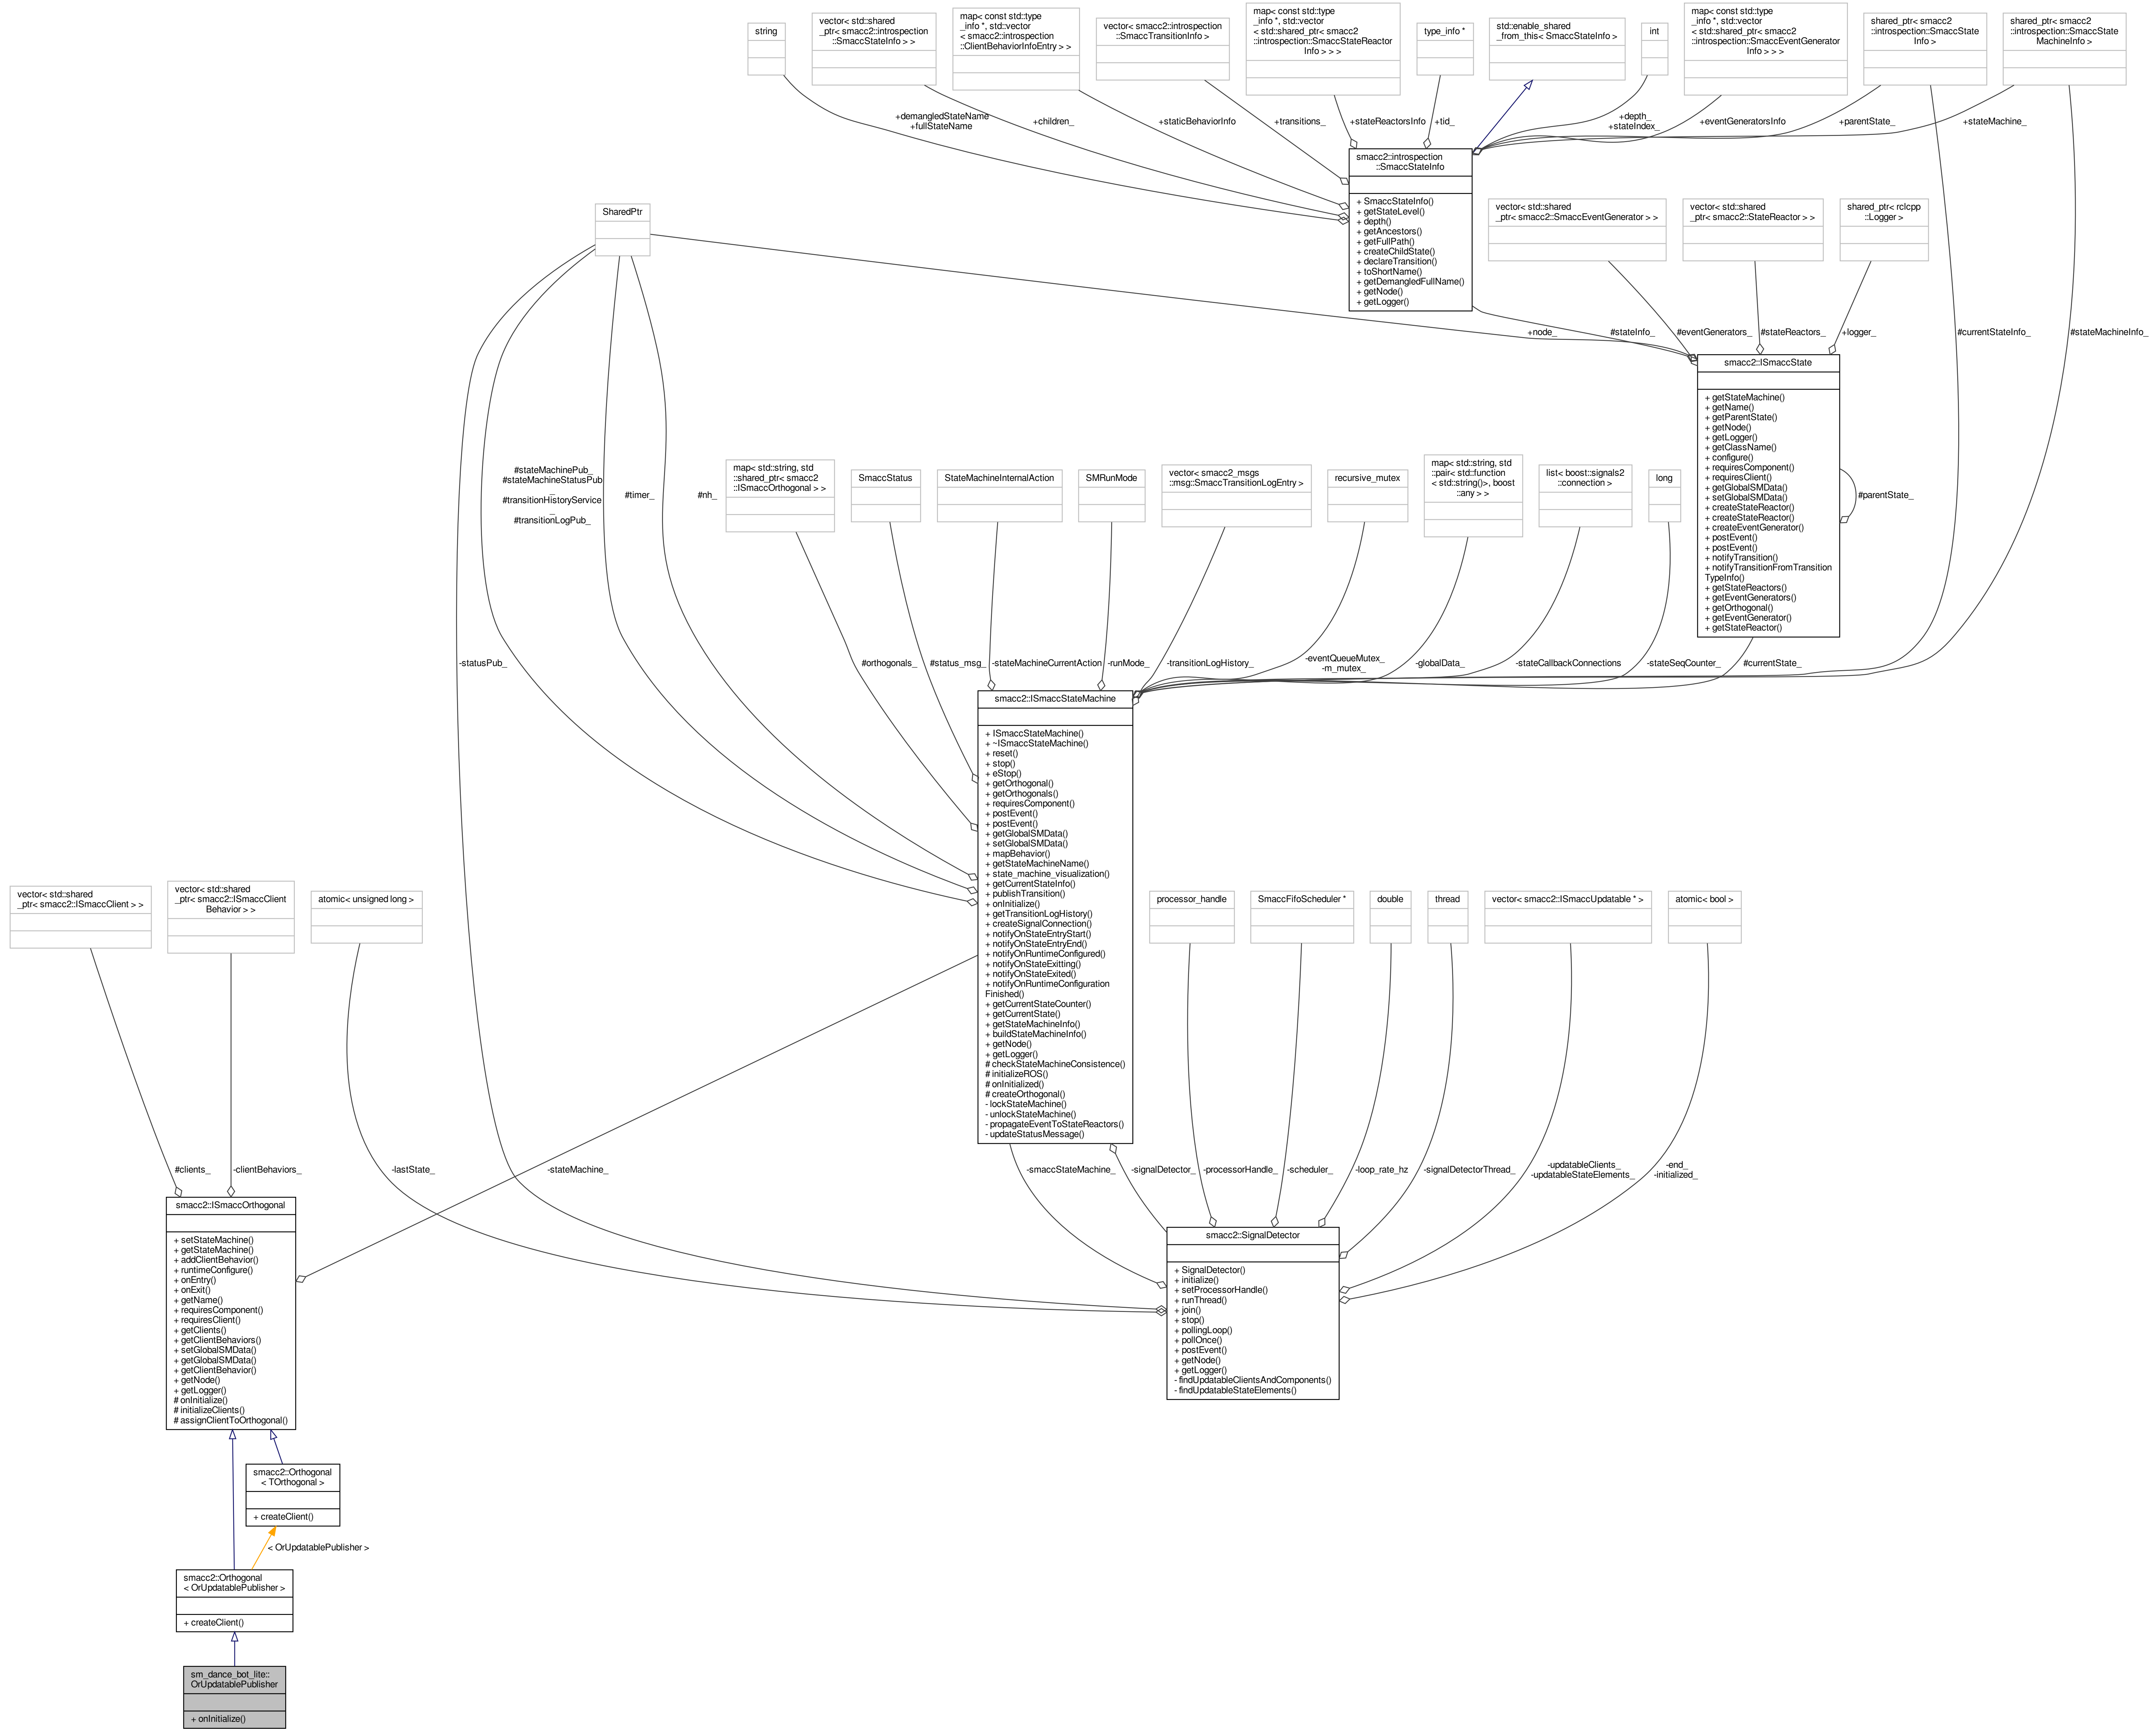 string
vector< std::shared
_ptr< smacc2::introspection
::SmaccStateInfo > >
map< const std::type
_info *, std::vector
< smacc2::introspection
::ClientBehaviorInfoEntry > >
vector< smacc2::introspection
::SmaccTransitionInfo >
map< const std::type
_info *, std::vector
< std::shared_ptr< smacc2
::introspection::SmaccStateReactor
Info > > >
type_info *
std::enable_shared
_from_this< SmaccStateInfo >
int
map< const std::type
_info *, std::vector
< std::shared_ptr< smacc2
::introspection::SmaccEventGenerator
Info > > >
shared_ptr< smacc2
::introspection::SmaccState
Info >
shared_ptr< smacc2
::introspection::SmaccState
MachineInfo >
+demangledStateName
+fullStateName
+children_
+staticBehaviorInfo
+transitions_
+stateReactorsInfo
+tid_
+depth_
+stateIndex_
+eventGeneratorsInfo
+parentState_
+stateMachine_
smacc2::introspection
::SmaccStateInfo
+ SmaccStateInfo()
+ getStateLevel()
+ depth()
+ getAncestors()
+ getFullPath()
+ createChildState()
+ declareTransition()
+ toShortName()
+ getDemangledFullName()
+ getNode()
+ getLogger()
SharedPtr
vector< std::shared
_ptr< smacc2::SmaccEventGenerator > >
vector< std::shared
_ptr< smacc2::StateReactor > >
shared_ptr< rclcpp
::Logger >
+node_
#stateInfo_
#eventGenerators_
#stateReactors_
+logger_
#currentStateInfo_
#stateMachineInfo_
smacc2::ISmaccState
+ getStateMachine()
+ getName()
+ getParentState()
+ getNode()
+ getLogger()
+ getClassName()
+ configure()
+ requiresComponent()
+ requiresClient()
+ getGlobalSMData()
+ setGlobalSMData()
+ createStateReactor()
+ createStateReactor()
+ createEventGenerator()
+ postEvent()
+ postEvent()
+ notifyTransition()
+ notifyTransitionFromTransition
TypeInfo()
+ getStateReactors()
+ getEventGenerators()
+ getOrthogonal()
+ getEventGenerator()
+ getStateReactor()
#parentState_
#stateMachinePub_
#stateMachineStatusPub
_
#transitionHistoryService
_
#transitionLogPub_
#timer_
#nh_
map< std::string, std
::shared_ptr< smacc2
::ISmaccOrthogonal > >
SmaccStatus
StateMachineInternalAction
SMRunMode
vector< smacc2_msgs
::msg::SmaccTransitionLogEntry >
recursive_mutex
map< std::string, std
::pair< std::function
< std::string()>, boost
::any > >
list< boost::signals2
::connection >
long
-statusPub_
#orthogonals_
#status_msg_
-stateMachineCurrentAction
-runMode_
-transitionLogHistory_
-eventQueueMutex_
-m_mutex_
-globalData_
-stateCallbackConnections
-stateSeqCounter_
#currentState_
smacc2::ISmaccStateMachine
+ ISmaccStateMachine()
+ ~ISmaccStateMachine()
+ reset()
+ stop()
+ eStop()
+ getOrthogonal()
+ getOrthogonals()
+ requiresComponent()
+ postEvent()
+ postEvent()
+ getGlobalSMData()
+ setGlobalSMData()
+ mapBehavior()
+ getStateMachineName()
+ state_machine_visualization()
+ getCurrentStateInfo()
+ publishTransition()
+ onInitialize()
+ getTransitionLogHistory()
+ createSignalConnection()
+ notifyOnStateEntryStart()
+ notifyOnStateEntryEnd()
+ notifyOnRuntimeConfigured()
+ notifyOnStateExitting()
+ notifyOnStateExited()
+ notifyOnRuntimeConfiguration
Finished()
+ getCurrentStateCounter()
+ getCurrentState()
+ getStateMachineInfo()
+ buildStateMachineInfo()
+ getNode()
+ getLogger()
# checkStateMachineConsistence()
# initializeROS()
# onInitialized()
# createOrthogonal()
- lockStateMachine()
- unlockStateMachine()
- propagateEventToStateReactors()
- updateStatusMessage()
vector< std::shared
_ptr< smacc2::ISmaccClient > >
vector< std::shared
_ptr< smacc2::ISmaccClient
Behavior > >
atomic< unsigned long >
processor_handle
SmaccFifoScheduler *
double
thread
vector< smacc2::ISmaccUpdatable * >
atomic< bool >
#clients_
-clientBehaviors_
-lastState_
-stateMachine_
-smaccStateMachine_
-signalDetector_
-processorHandle_
-scheduler_
-loop_rate_hz
-signalDetectorThread_
-updatableClients_
-updatableStateElements_
-end_
-initialized_
smacc2::ISmaccOrthogonal
+ setStateMachine()
+ getStateMachine()
+ addClientBehavior()
+ runtimeConfigure()
+ onEntry()
+ onExit()
+ getName()
+ requiresComponent()
+ requiresClient()
+ getClients()
+ getClientBehaviors()
+ setGlobalSMData()
+ getGlobalSMData()
+ getClientBehavior()
+ getNode()
+ getLogger()
# onInitialize()
# initializeClients()
# assignClientToOrthogonal()
smacc2::SignalDetector
+ SignalDetector()
+ initialize()
+ setProcessorHandle()
+ runThread()
+ join()
+ stop()
+ pollingLoop()
+ pollOnce()
+ postEvent()
+ getNode()
+ getLogger()
- findUpdatableClientsAndComponents()
- findUpdatableStateElements()
smacc2::Orthogonal
< TOrthogonal >
+ createClient()
< OrUpdatablePublisher >
smacc2::Orthogonal
< OrUpdatablePublisher >
+ createClient()
sm_dance_bot_lite::
OrUpdatablePublisher
+ onInitialize()